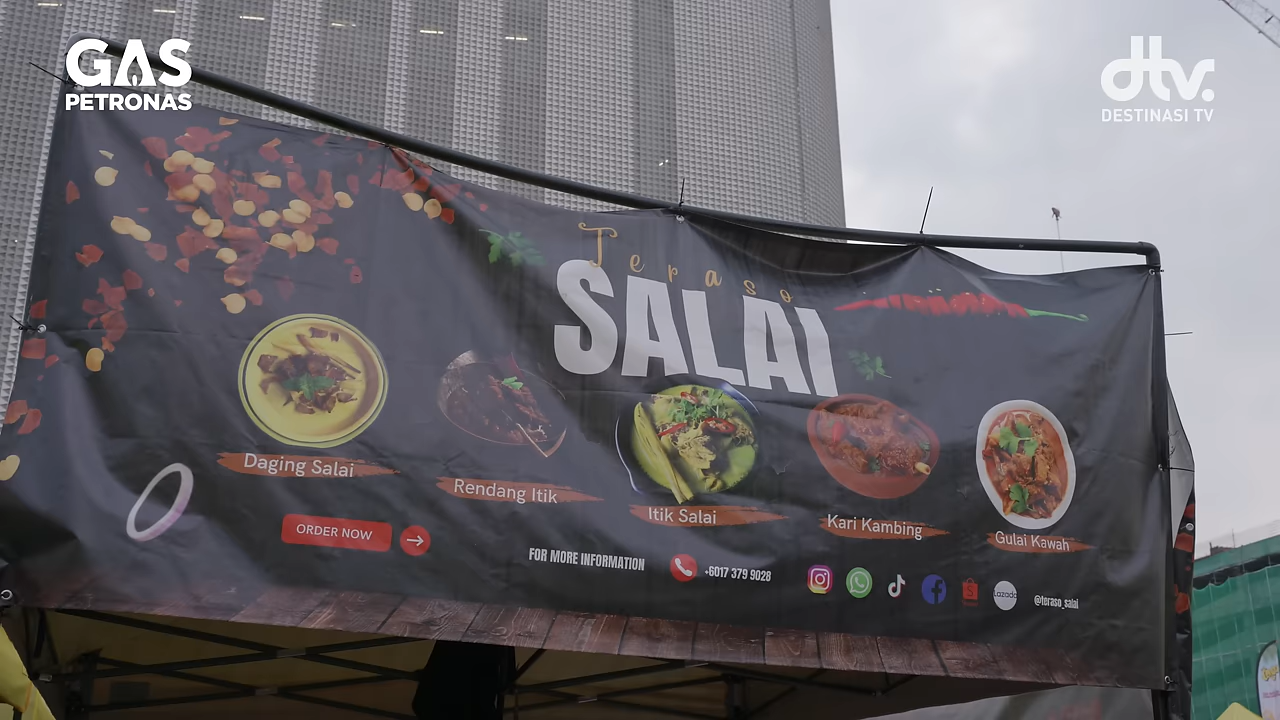 GAS
PETRONAS
dtv.
DESTINASI TV
Teraso
SALAI
Daging Salai
Rendang Itik
Itik Salai
Kari Kambing
Gulai Kawah
ORDER NOW
FOR MORE INFORMATION
+6017 379 9028
Lazada
@teraso_salai